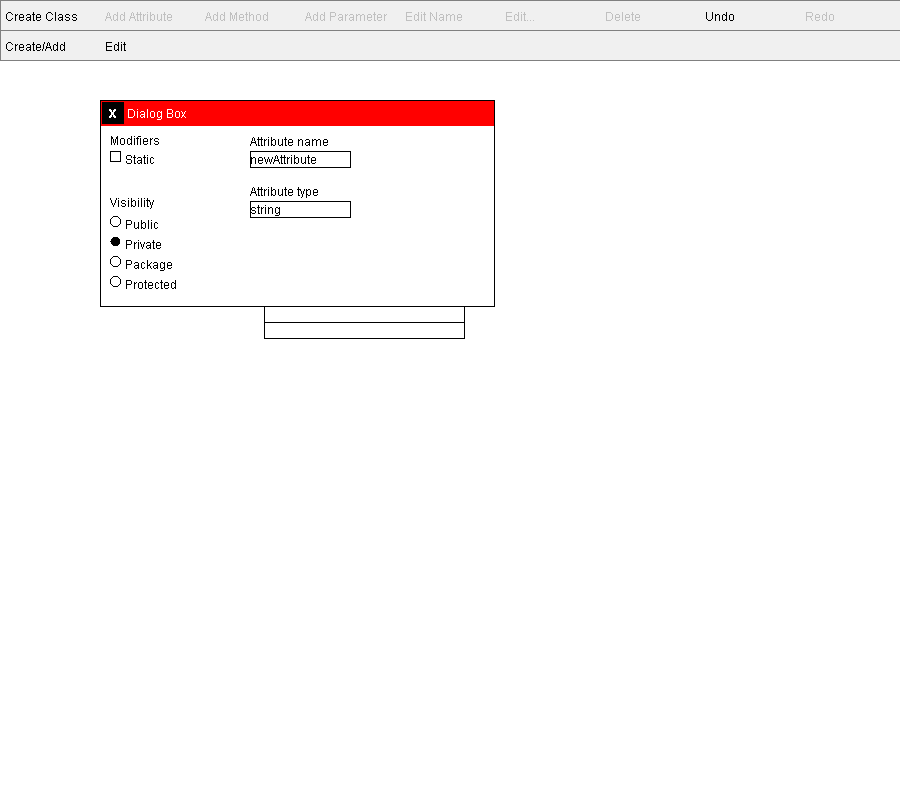 Create Class Add Attribute Add Method Add Parameter Edit Name Edit... Delete Undo Redo
Create/Add Edit
X Dialog Box
Modifiers
Static
Attribute name
newAttribute
Attribute type
string
Visibility
Public
Private
Package
Protected